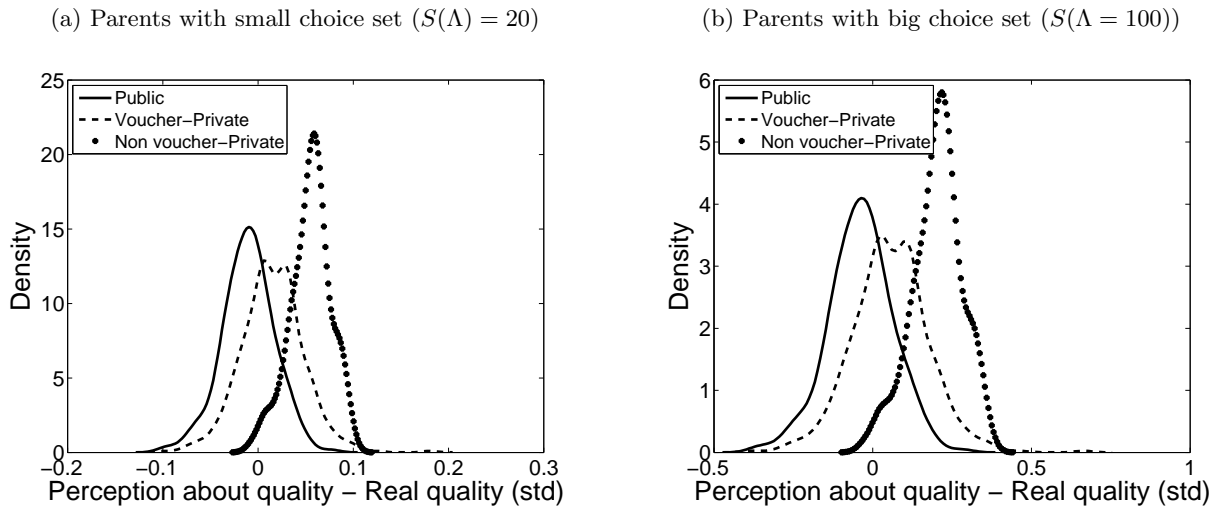 (a) Parents with small choice set (S(Λ) = 20)
25
20
15
10
5
0
Density
−0.2
−0.1
0
0.1
0.2
0.3
Perception about quality − Real quality (std)
Public
Voucher−Private
Non voucher−Private
(b) Parents with big choice set (S(Λ = 100))
6
5
4
3
2
1
0
Density
−0.5
0
0.5
1
Perception about quality − Real quality (std)
Public
Voucher−Private
Non voucher−Private